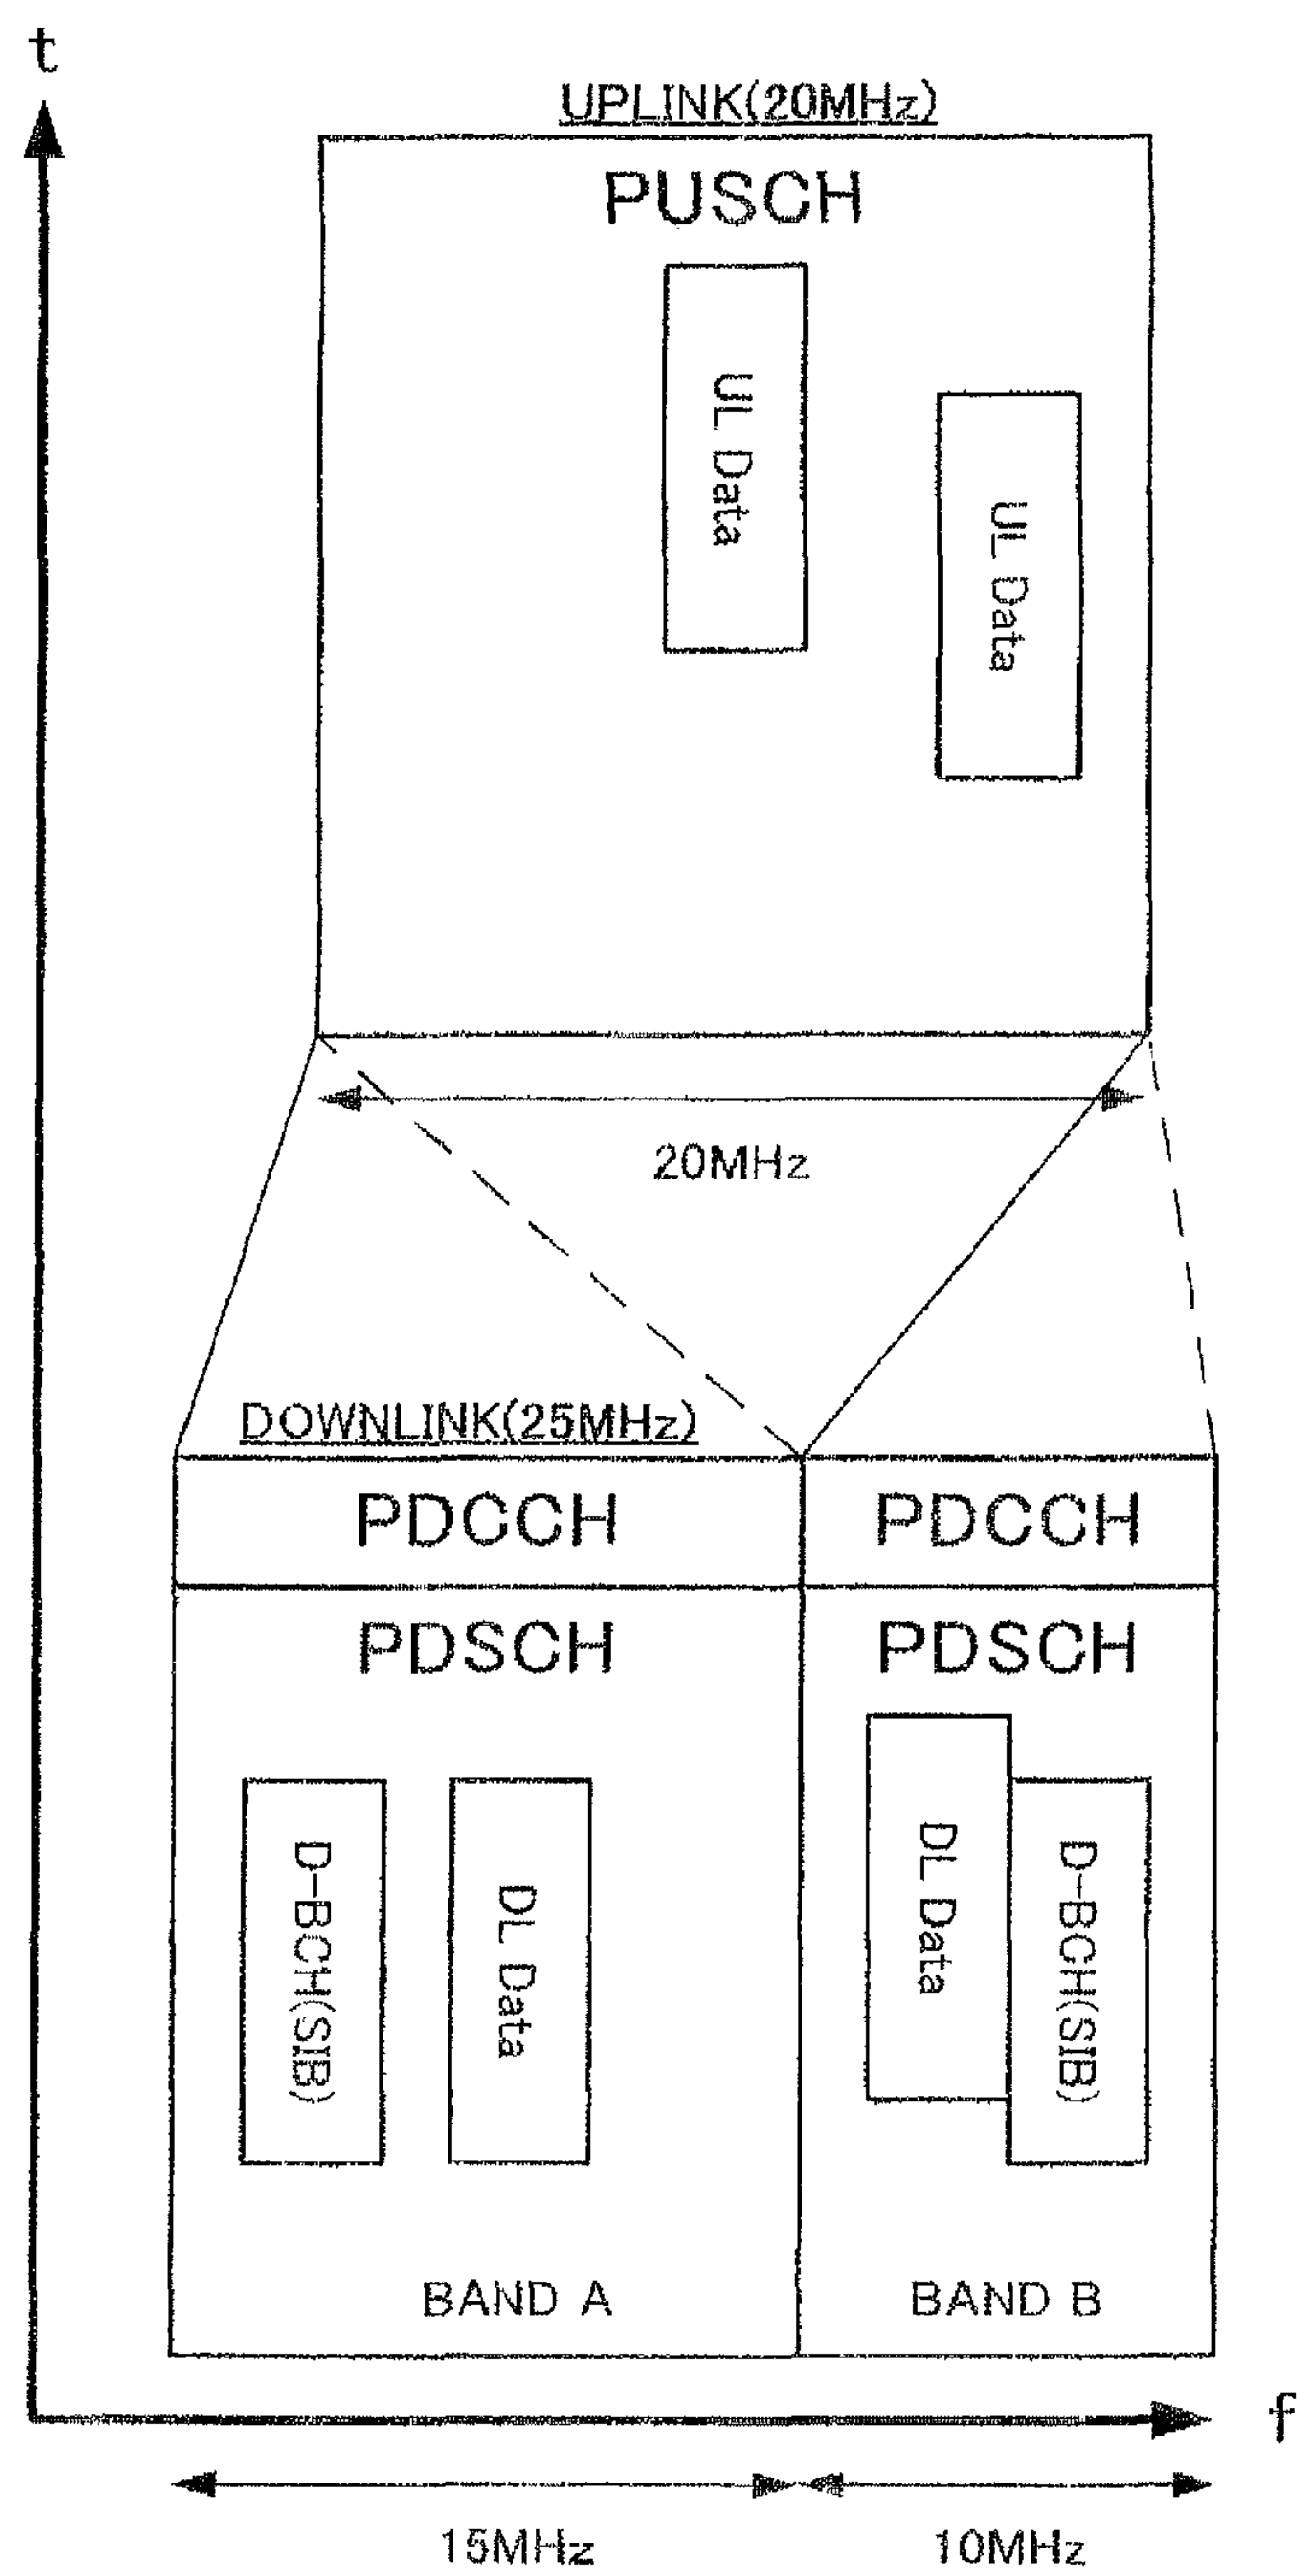 t
UPLINK(20MHz)
PUSCH
UL Data
UL Data
20MHz
DOWNLINK(25MHz)
PDCCH
PDCCH
PDSCH
PDSCH
D-BCH(SIB)
DL Data
DL Data
D-BCH(SIB)
BAND A
BAND B
f
15MHz
10MHz